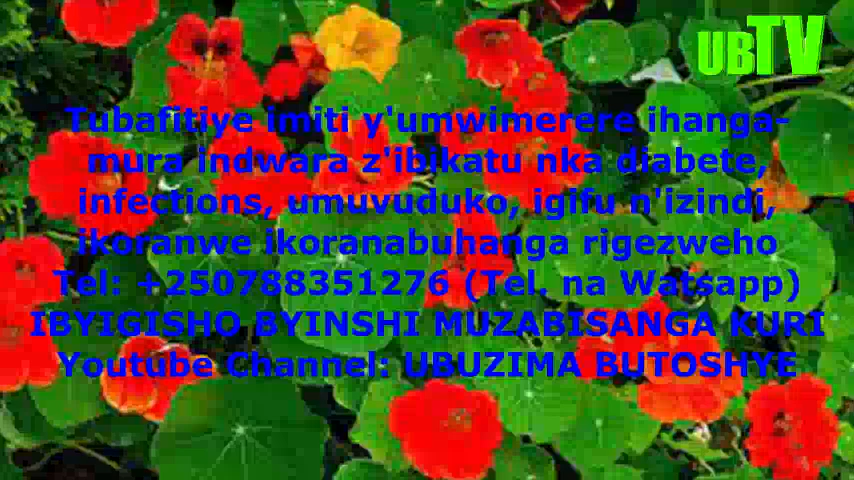 UBTV
Tubafitiye imiti y'umwimerere ihanga-
mura indwara z'ibikatu nka diabete,
infections, umuvuduko, igifu n'izindi,
ikoranwe ikoranabuhanga rigezweho
Tel: +250788351276 (Tel. na Watsapp)
IBYIGISHO BYINSHI MUZABISANGA KURI
Youtube Channel: UBUZIMA BUTOSHYE